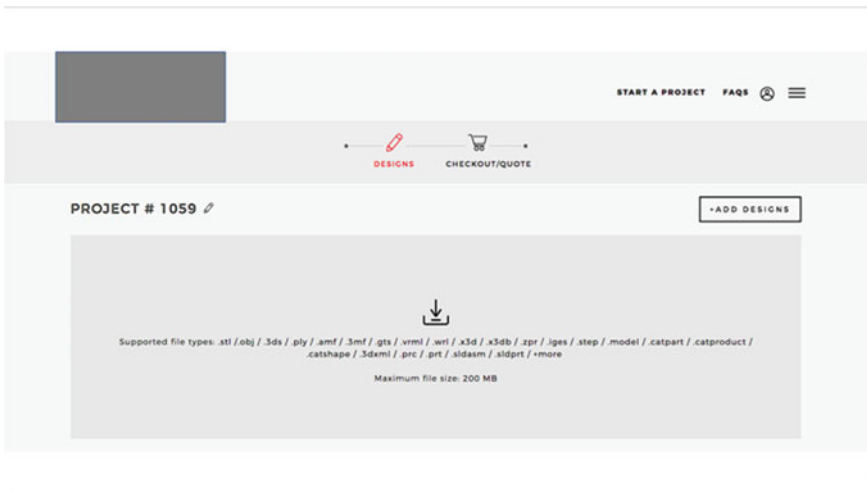 START A PROJECT FAQS
DESIGNS CHECKOUT/QUOTE
PROJECT # 1059
+ADD DESIGNS
Supported file types: .stl /.obj / .3ds / .ply / .amf / .3mf / .gts / .vrml / .wrl / .x3d / .x3db / .zpr / .iges / .step / .model / .catpart / .catproduct /
.catshape / .3dxml / .prc / .prt / .sldasm / .sldprt / +more
Maximum file size: 200 MB